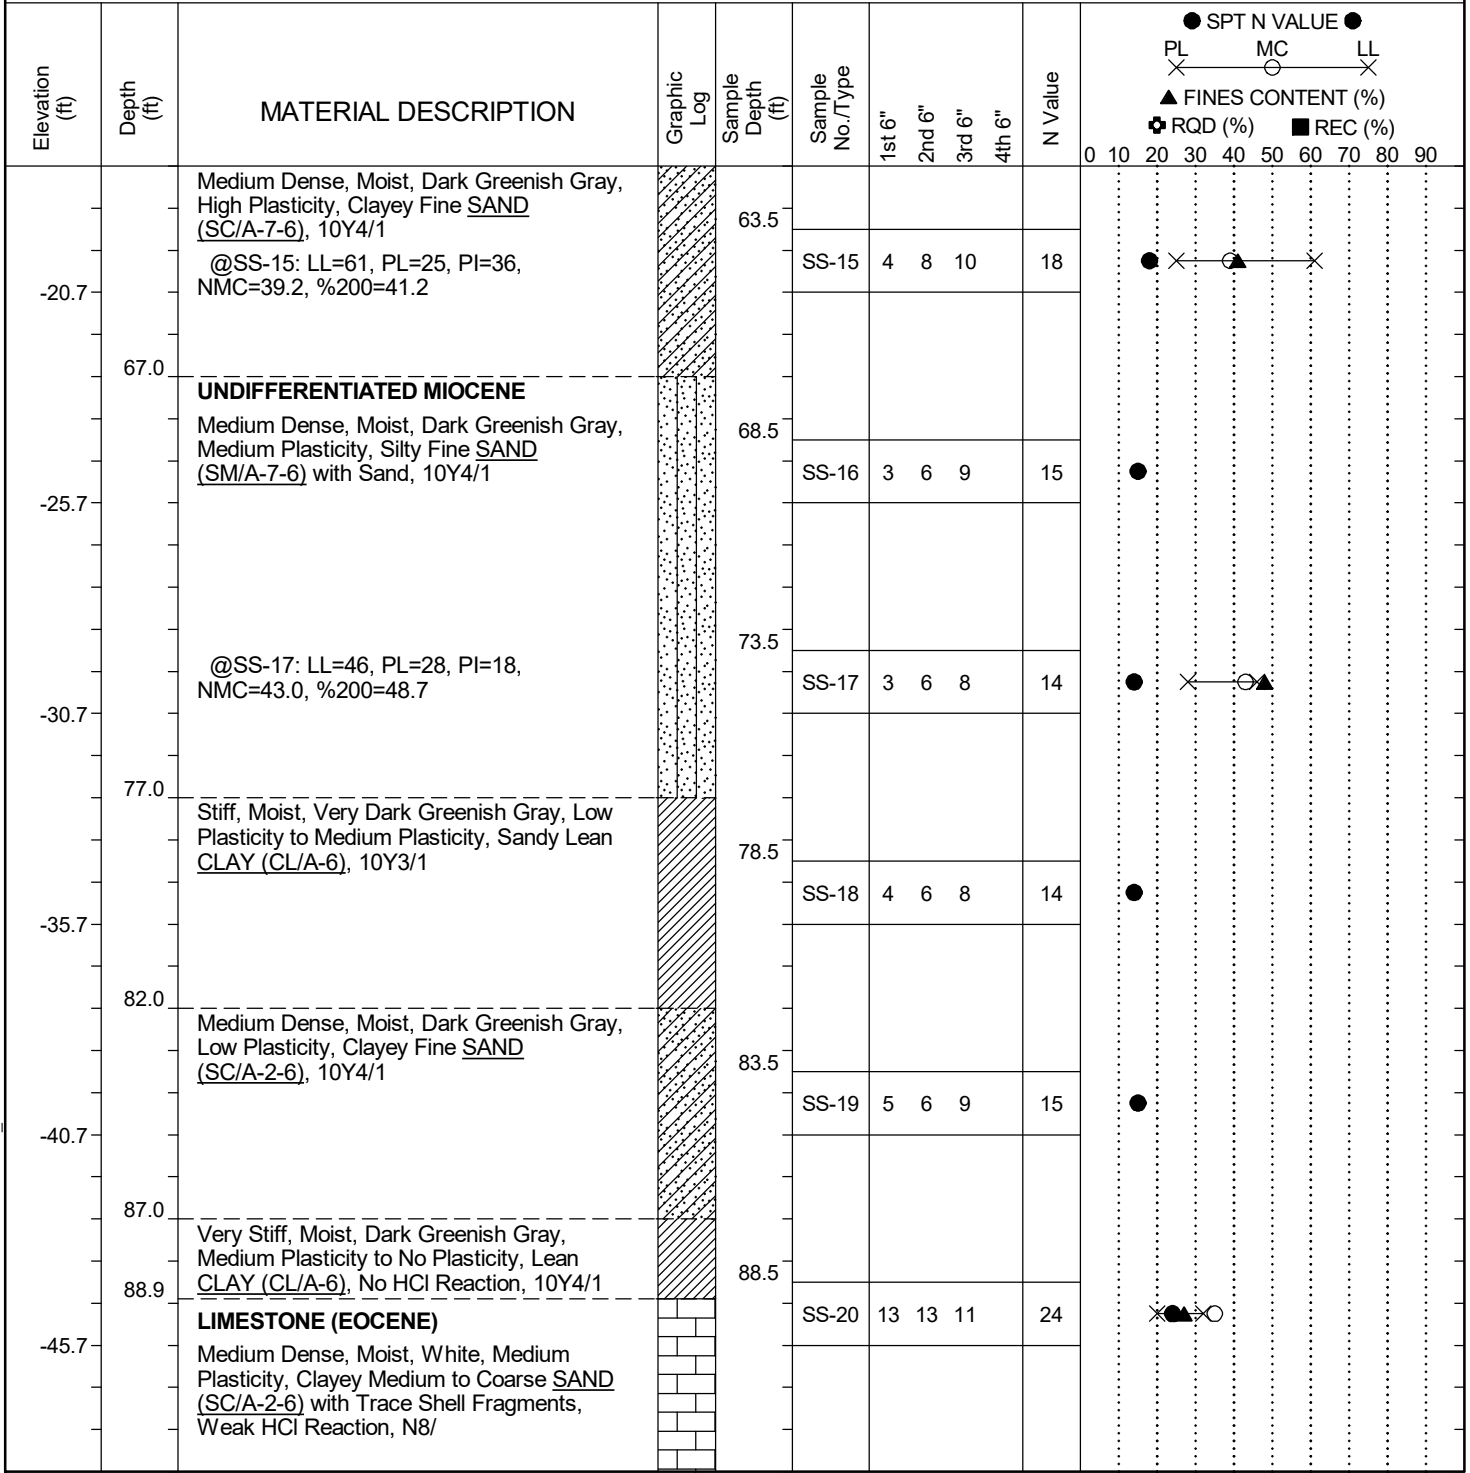 ● SPT N VALUE ●
PL MC LL
▲ FINES CONTENT (%)
RQD (%) ■ REC (%)
0 10 20 30 40 50 60 70 80 90
Elevation
(ft)
Depth
(ft)
MATERIAL DESCRIPTION
Graphic
Log
Sample
Depth
(ft)
Sample
No./Type
1st 6"
2nd 6"
3rd 6"
4th 6"
N Value
Medium Dense, Moist, Dark Greenish Gray,
High Plasticity, Clayey Fine SAND
(SC/A-7-6), 10Y4/1
63.5
@SS-15: LL=61, PL=25, PI=36,
NMC=39.2, %200=41.2
SS-15 4 8 10 18
-20.7
67.0
UNDIFFERENTIATED MIOCENE
Medium Dense, Moist, Dark Greenish Gray,
Medium Plasticity, Silty Fine SAND
(SM/A-7-6) with Sand, 10Y4/1
68.5
SS-16 3 6 9 15
-25.7
73.5
@SS-17: LL=46, PL=28, PI=18,
NMC=43.0, %200=48.7
SS-17 3 6 8 14
-30.7
77.0
Stiff, Moist, Very Dark Greenish Gray, Low
Plasticity to Medium Plasticity, Sandy Lean
CLAY (CL/A-6), 10Y3/1
78.5
SS-18 4 6 8 14
-35.7
82.0
Medium Dense, Moist, Dark Greenish Gray,
Low Plasticity, Clayey Fine SAND
(SC/A-2-6), 10Y4/1
83.5
SS-19 5 6 9 15
-40.7
87.0
Very Stiff, Moist, Dark Greenish Gray,
Medium Plasticity to No Plasticity, Lean
CLAY (CL/A-6), No HCl Reaction, 10Y4/1
88.5
88.9
LIMESTONE (EOCENE)
SS-20 13 13 11 24
-45.7
Medium Dense, Moist, White, Medium
Plasticity, Clayey Medium to Coarse SAND
(SC/A-2-6) with Trace Shell Fragments,
Weak HCl Reaction, N8/